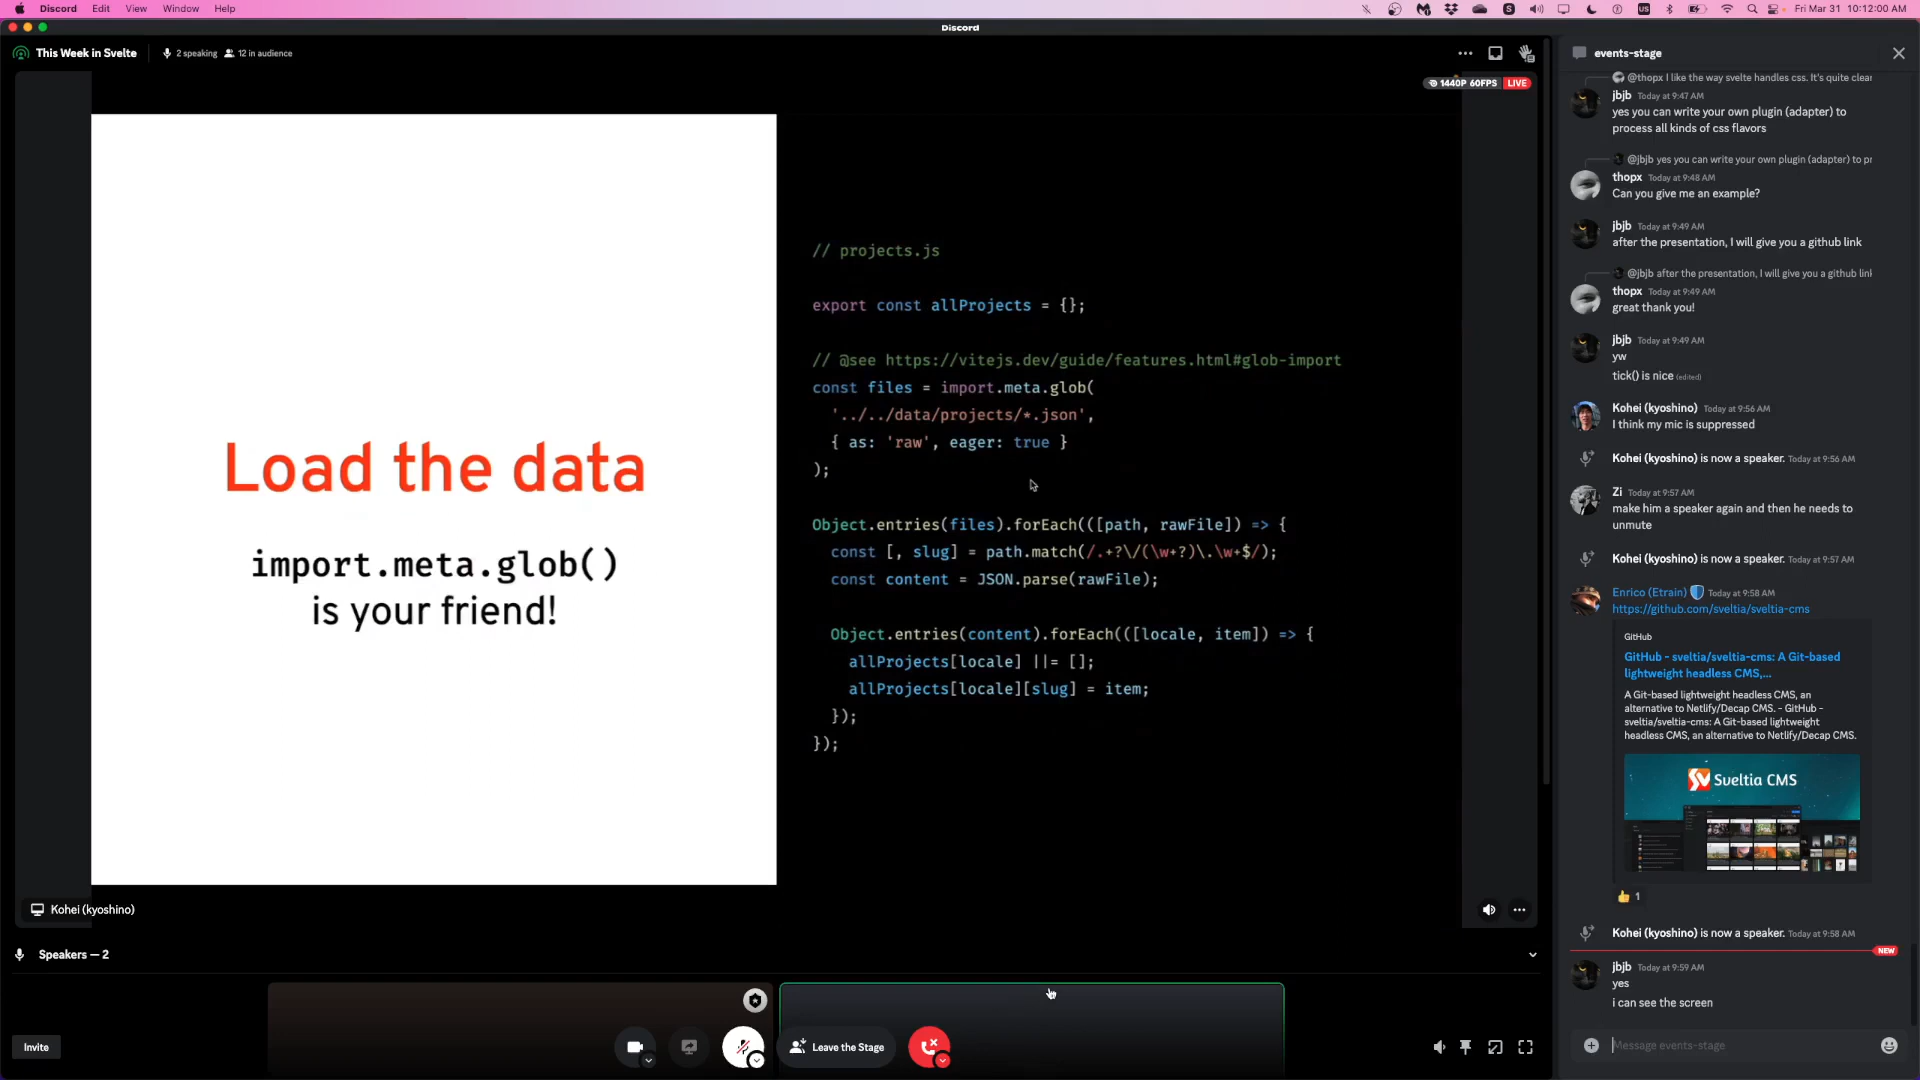 Discord Edit View Window Help
Fri Mar 31 10:12:00 AM
Discord
This Week in Svelte
2 speaking 12 in audience
1440P 60FPS LIVE
Load the data
import.meta.glob()
is your friend!
// projects.js
export const allProjects = {};
// @see https://vitejs.dev/guide/features.html#glob-import
const files = import.meta.glob(
'../../data/projects/*.json',
{ as: 'raw', eager: true }
);
Object.entries(files).forEach(([path, rawFile]) => {
const [, slug] = path.match(/.+?\/(\w+?)\.\w+$/);
const content = JSON.parse(rawFile);
Object.entries(content).forEach(([locale, item]) => {
allProjects[locale] ||= [];
allProjects[locale][slug] = item;
});
});
Kohei (kyoshino)
Speakers — 2
Invite
Leave the Stage
events-stage
@thopx I like the way svelte handles css. It's quite clear
jbjb Today at 9:47 AM
yes you can write your own plugin (adapter) to
process all kinds of css flavors
@jbjb yes you can write your own plugin (adapter) to pr
thopx Today at 9:48 AM
Can you give me an example?
jbjb Today at 9:49 AM
after the presentation, I will give you a github link
@jbjb after the presentation, I will give you a github link
thopx Today at 9:49 AM
great thank you!
jbjb Today at 9:49 AM
yw
tick() is nice (edited)
Kohei (kyoshino) Today at 9:56 AM
I think my mic is suppressed
Kohei (kyoshino) is now a speaker. Today at 9:56 AM
Zi Today at 9:57 AM
make him a speaker again and then he needs to
unmute
Kohei (kyoshino) is now a speaker. Today at 9:57 AM
Enrico (Etrain) Today at 9:58 AM
https://github.com/sveltia/sveltia-cms
GitHub
GitHub - sveltia/sveltia-cms: A Git-based
lightweight headless CMS,...
A Git-based lightweight headless CMS, an
alternative to Netlify/Decap CMS. - GitHub -
sveltia/sveltia-cms: A Git-based lightweight
headless CMS, an alternative to Netlify/Decap CMS.
Sveltia CMS
1
Kohei (kyoshino) is now a speaker. Today at 9:58 AM
NEW
jbjb Today at 9:59 AM
yes
i can see the screen
Message events-stage